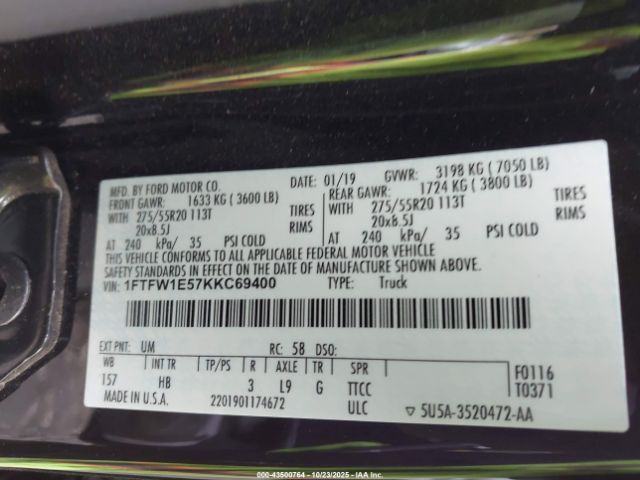 MFD. BY FORD MOTOR CO.
DATE: 01/19 GVWR: 3198 KG ( 7050 LB)
FRONT GAWR: 1633 KG ( 3600 LB)
REAR GAWR: 1724 KG ( 3800 LB)
WITH 275/55R20 113T TIRES
20x8.5J RIMS
AT 240 kPa/ 35 PSI COLD
WITH 275/55R20 113T TIRES
20x8.5J RIMS
AT 240 kPa/ 35 PSI COLD
THIS VEHICLE CONFORMS TO ALL APPLICABLE FEDERAL MOTOR VEHICLE
SAFETY STANDARDS IN EFFECT ON THE DATE OF MANUFACTURE SHOWN ABOVE.
VIN: 1FTFW1E57KKC69400 TYPE: Truck
EXT PNT: UM RC: 58 DSO:
WB INT TR TP/PS R AXLE TR SPR
157 HB 3 L9 G TTCC
ULC
F0116
T0371
MADE IN U.S.A. 2201901174672
▽ 5U5A-3520472-AA
000-43500764 - 10/23/2025 - IAA Inc.